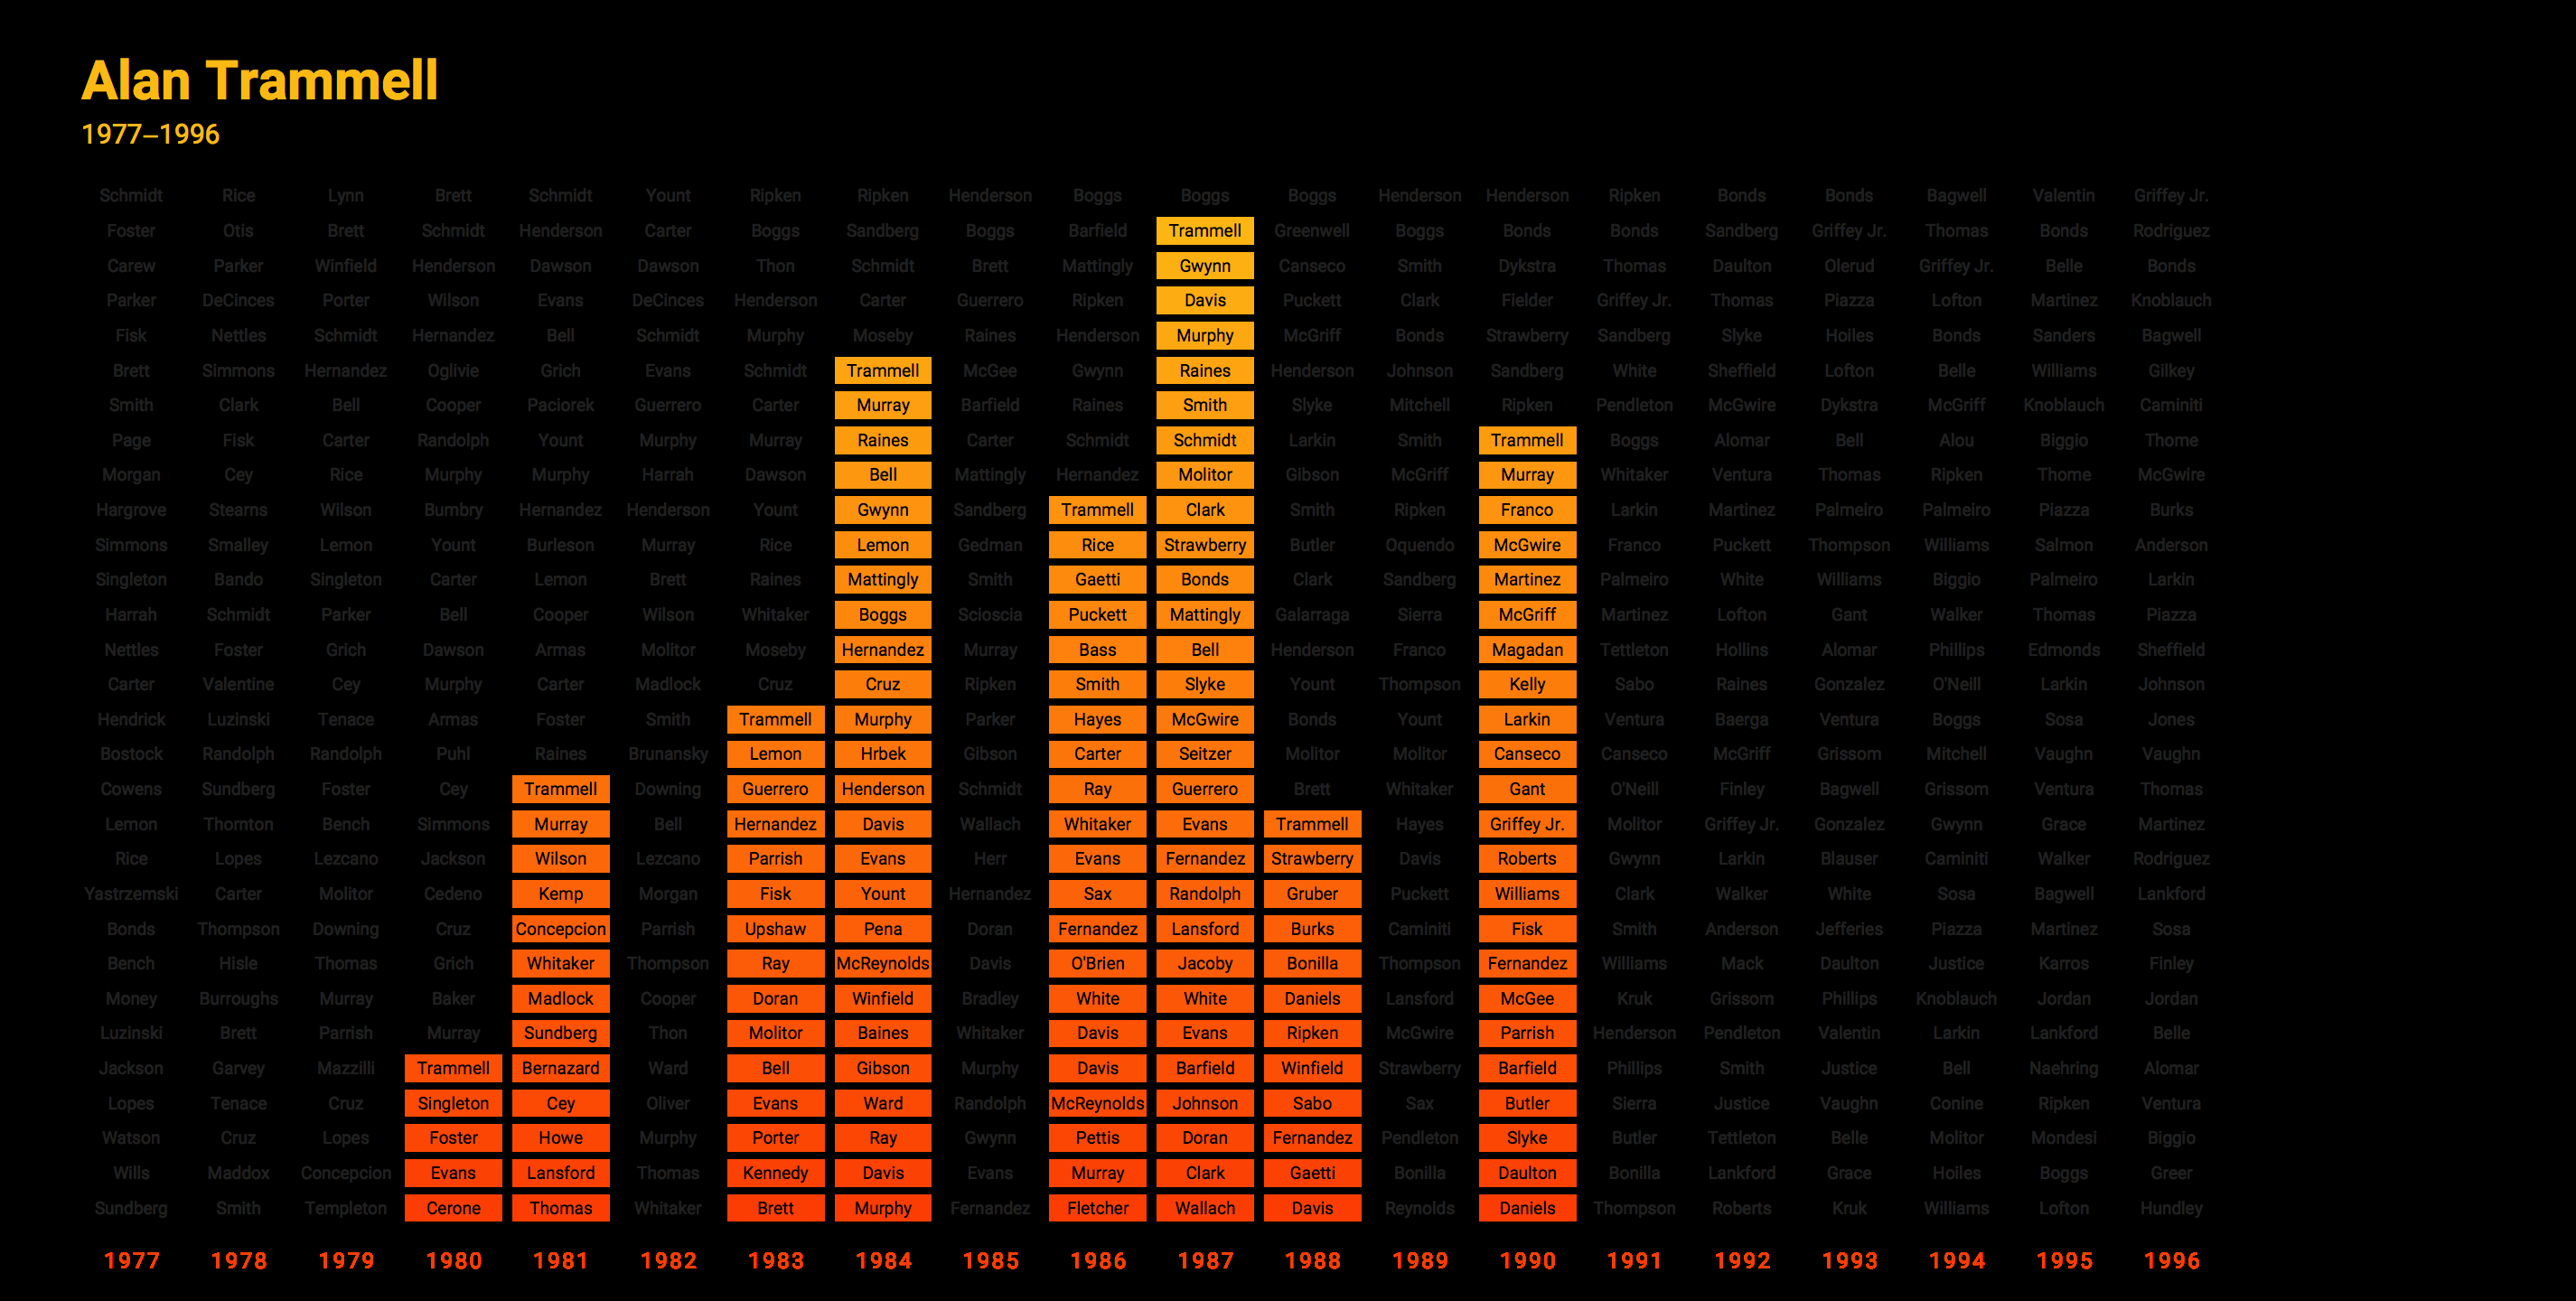 Alan Trammell
1977–1996
Schmidt Rice Lynn Brett Schmidt Yount Ripken Ripken Henderson Boggs Boggs Boggs Henderson Henderson Ripken Bonds Bonds Bagwell Valentin Griffey Jr.
Foster Otis Brett Schmidt Henderson Carter Boggs Sandberg Boggs Barfield Trammell Greenwell Boggs Bonds Bonds Sandberg Griffey Jr. Thomas Bonds Rodriguez
Carew Parker Winfield Henderson Dawson Dawson Thon Schmidt Brett Mattingly Gwynn Canseco Smith Dykstra Thomas Daulton Olerud Griffey Jr. Belle Bonds
Parker DeCinces Porter Wilson Evans DeCinces Henderson Carter Guerrero Ripken Davis Puckett Clark Fielder Griffey Jr. Thomas Piazza Lofton Martinez Knoblauch
Fisk Nettles Schmidt Hernandez Bell Schmidt Murphy Moseby Raines Henderson Murphy McGriff Bonds Strawberry Sandberg Slyke Hoiles Bonds Sanders Bagwell
Brett Simmons Hernandez Oglivie Grich Evans Schmidt Trammell McGee Gwynn Raines Henderson Johnson Sandberg White Sheffield Lofton Belle Williams Gilkey
Smith Clark Bell Cooper Paciorek Guerrero Carter Murray Barfield Raines Smith Slyke Mitchell Ripken Pendleton McGwire Dykstra McGriff Knoblauch Caminiti
Page Fisk Carter Randolph Yount Murphy Murray Raines Carter Schmidt Schmidt Larkin Smith Trammell Boggs Alomar Bell Alou Biggio Thome
Morgan Cey Rice Murphy Murphy Harrah Dawson Bell Mattingly Hernandez Molitor Gibson McGriff Murray Whitaker Ventura Thomas Ripken Thome McGwire
Hargrove Stearns Wilson Bumbry Hernandez Henderson Yount Gwynn Sandberg Trammell Clark Smith Ripken Franco Larkin Martinez Palmeiro Palmeiro Piazza Burks
Simmons Smalley Lemon Yount Burleson Murray Rice Lemon Gedman Rice Strawberry Butler Oquendo McGwire Franco Puckett Thompson Williams Salmon Anderson
Singleton Bando Singleton Carter Lemon Brett Raines Mattingly Smith Gaetti Bonds Clark Sandberg Martinez Palmeiro White Williams Biggio Palmeiro Larkin
Harrah Schmidt Parker Bell Cooper Wilson Whitaker Boggs Scioscia Puckett Mattingly Galarraga Sierra McGriff Martinez Lofton Gant Walker Thomas Piazza
Nettles Foster Grich Dawson Armas Molitor Moseby Hernandez Murray Bass Bell Henderson Franco Magadan Tettleton Hollins Alomar Phillips Edmonds Sheffield
Carter Valentine Cey Murphy Carter Madlock Cruz Cruz Ripken Smith Slyke Yount Thompson Kelly Sabo Raines Gonzalez O'Neill Larkin Johnson
Hendrick Luzinski Tenace Armas Foster Smith Trammell Murphy Parker Hayes McGwire Bonds Yount Larkin Ventura Baerga Ventura Boggs Sosa Jones
Bostock Randolph Randolph Puhl Raines Brunansky Lemon Hrbek Gibson Carter Seitzer Molitor Molitor Canseco Canseco McGriff Grissom Mitchell Vaughn Vaughn
Cowens Sundberg Foster Cey Trammell Downing Guerrero Henderson Schmidt Ray Guerrero Brett Whitaker Gant O'Neill Finley Bagwell Grissom Ventura Thomas
Lemon Thornton Bench Simmons Murray Bell Hernandez Davis Wallach Whitaker Evans Trammell Hayes Griffey Jr. Molitor Griffey Jr. Gonzalez Gwynn Grace Martinez
Rice Lopes Lezcano Jackson Wilson Lezcano Parrish Evans Herr Evans Fernandez Strawberry Davis Roberts Gwynn Larkin Blauser Caminiti Walker Rodriguez
Yastrzemski Carter Molitor Cedeno Kemp Morgan Fisk Yount Hernandez Sax Randolph Gruber Puckett Williams Clark Walker White Sosa Bagwell Lankford
Bonds Thompson Downing Cruz Concepcion Parrish Upshaw Pena Doran Fernandez Lansford Burks Caminiti Fisk Smith Anderson Jefferies Piazza Martinez Sosa
Bench Hisle Thomas Grich Whitaker Thompson Ray McReynolds Davis O'Brien Jacoby Bonilla Thompson Fernandez Williams Mack Daulton Justice Karros Finley
Money Burroughs Murray Baker Madlock Cooper Doran Winfield Bradley White White Daniels Lansford McGee Kruk Grissom Phillips Knoblauch Jordan Jordan
Luzinski Brett Parrish Murray Sundberg Thon Molitor Baines Whitaker Davis Evans Ripken McGwire Parrish Henderson Pendleton Valentin Larkin Lankford Belle
Jackson Garvey Mazzilli Trammell Bernazard Ward Bell Gibson Murphy Davis Barfield Winfield Strawberry Barfield Phillips Smith Justice Bell Naehring Alomar
Lopes Tenace Cruz Singleton Cey Oliver Evans Ward Randolph McReynolds Johnson Sabo Sax Butler Sierra Justice Vaughn Conine Ripken Ventura
Watson Cruz Lopes Foster Howe Murphy Porter Ray Gwynn Pettis Doran Fernandez Pendleton Slyke Butler Tettleton Belle Molitor Mondesi Biggio
Wills Maddox Concepcion Evans Lansford Thomas Kennedy Davis Evans Murray Clark Gaetti Bonilla Daulton Bonilla Lankford Grace Hoiles Boggs Greer
Sundberg Smith Templeton Cerone Thomas Whitaker Brett Murphy Fernandez Fletcher Wallach Davis Reynolds Daniels Thompson Roberts Kruk Williams Lofton Hundley
1977 1978 1979 1980 1981 1982 1983 1984 1985 1986 1987 1988 1989 1990 1991 1992 1993 1994 1995 1996